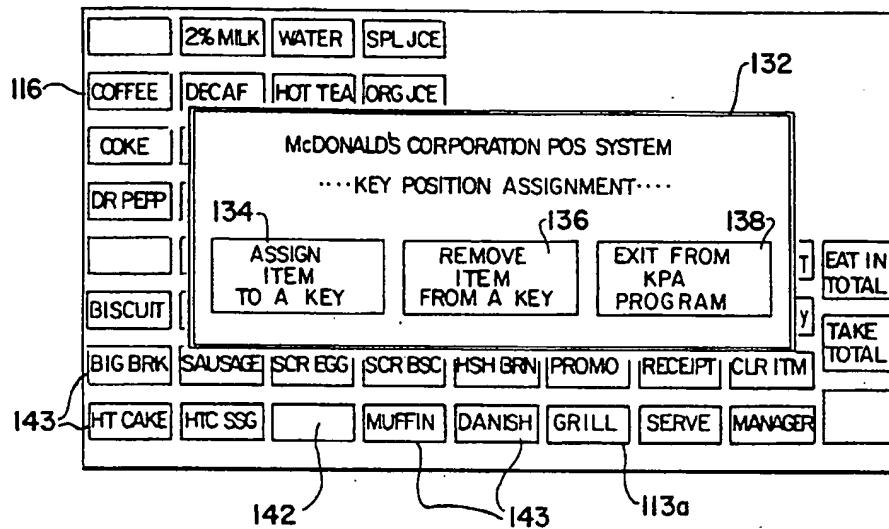 2% MILK WATER SPL JCE
132
116 COFFEE DECAF HOT TEA ORG JCE
COKE McDONALD'S CORPORATION POS SYSTEM
DR PEPP ····KEY POSITION ASSIGNMENT····
134 136 138
ASSIGN ITEM TO A KEY
REMOVE ITEM FROM A KEY
EXIT FROM KPA PROGRAM
T EAT IN TOTAL
BISCUIT y TAKE TOTAL
BIG BRK SAUSAGE SCR EGG SCR BSC HSH BRN PROMO RECEIPT CLR ITM
143 HT CAKE HTC SSG MUFFIN DANISH GRILL SERVE MANAGER
142 143 113a